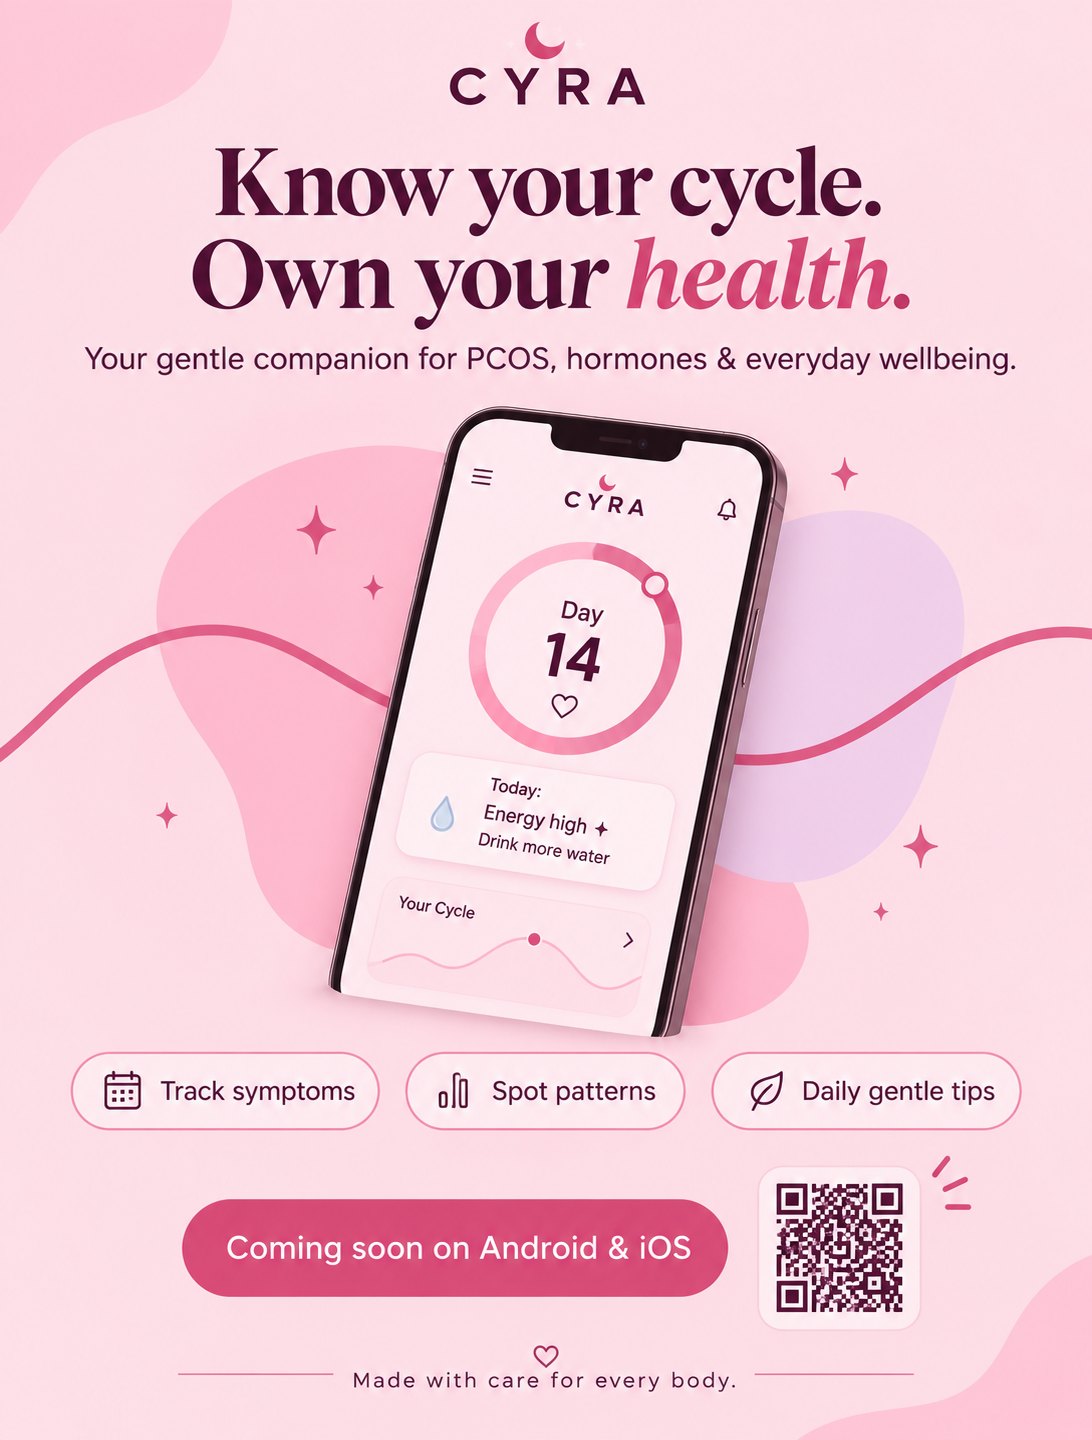 CYRA
Know your cycle.
Own your health.
Your gentle companion for PCOS, hormones & everyday wellbeing.
CYRA
Day
14
Today:
Energy high
Drink more water
Your Cycle
Track symptoms
Spot patterns
Daily gentle tips
Coming soon on Android & iOS
Made with care for every body.